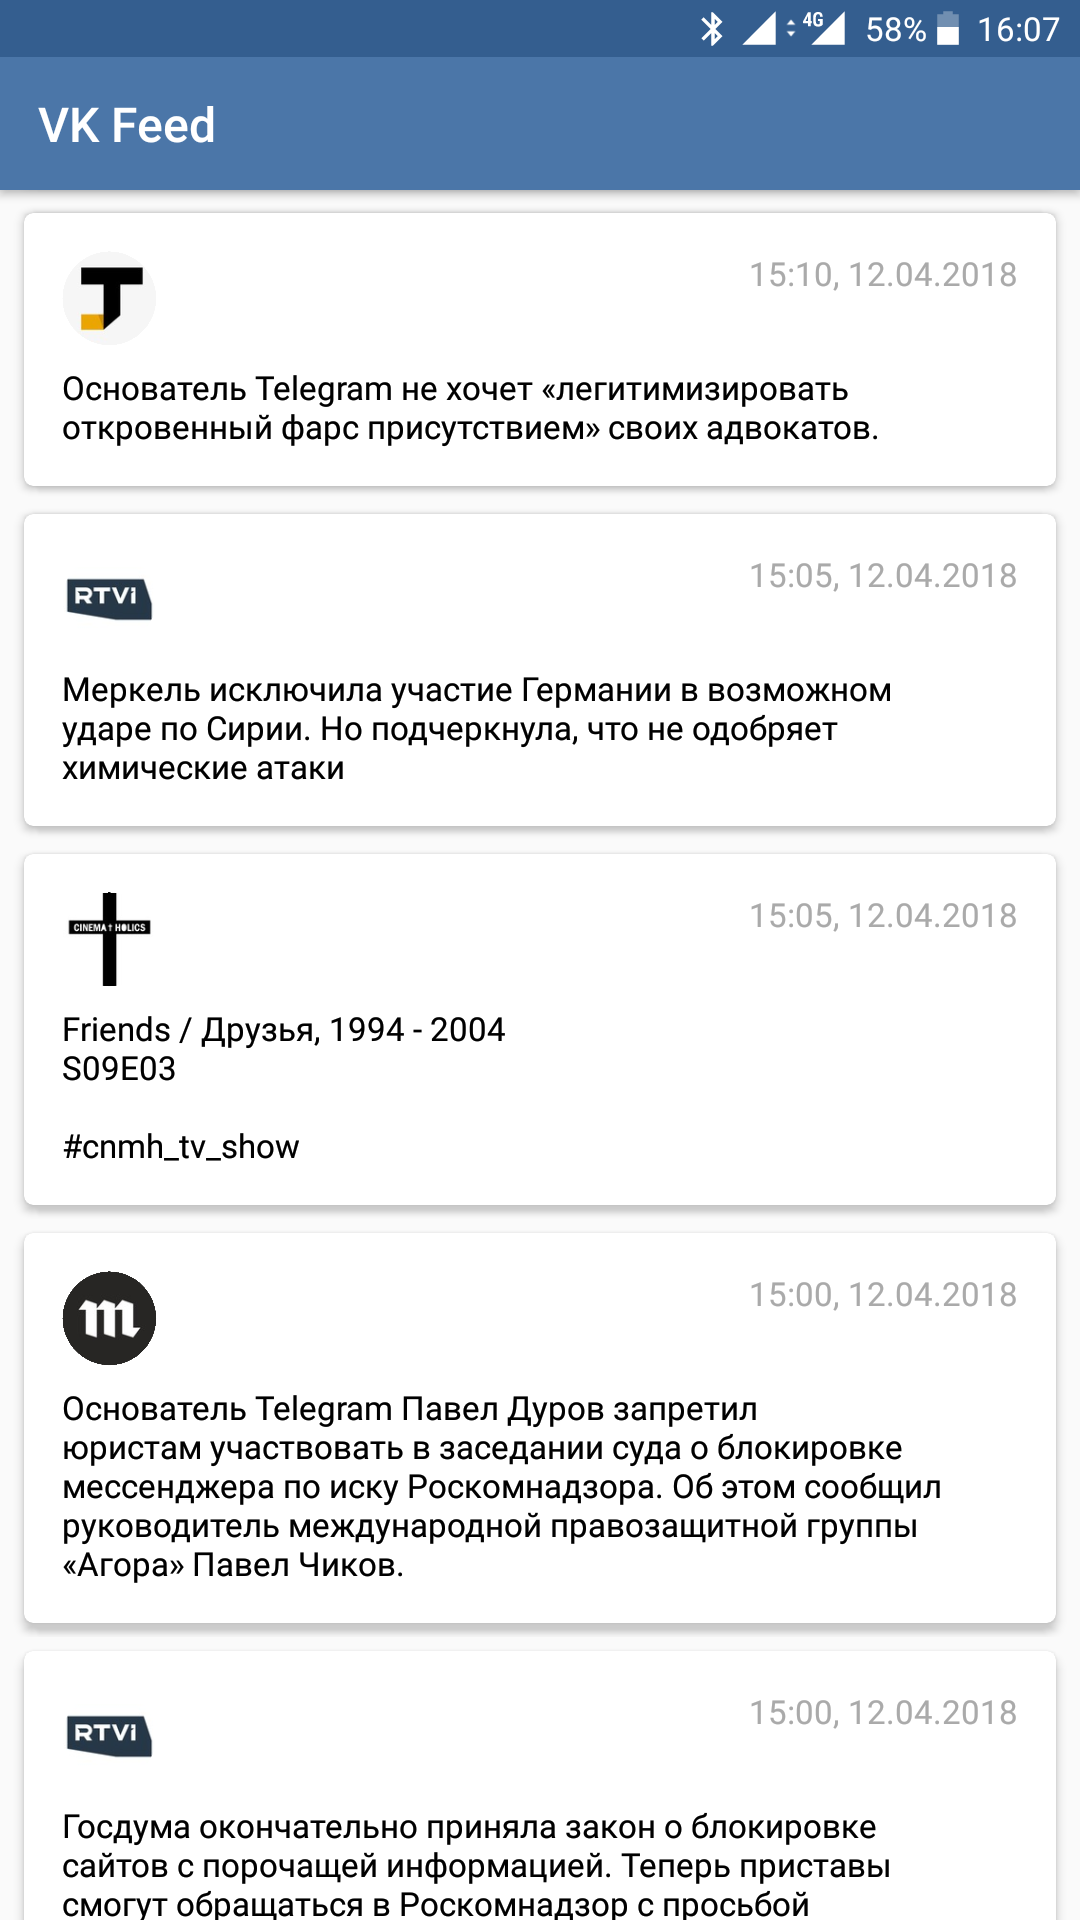 4G 58% 16:07
VK Feed
15:10, 12.04.2018
Основатель Telegram не хочет «легитимизировать
откровенный фарс присутствием» своих адвокатов.
RTVi
15:05, 12.04.2018
Меркель исключила участие Германии в возможном
ударе по Сирии. Но подчеркнула, что не одобряет
химические атаки
CINEMA†HOLICS
15:05, 12.04.2018
Friends / Друзья, 1994 - 2004
S09E03
#cnmh_tv_show
m
15:00, 12.04.2018
Основатель Telegram Павел Дуров запретил
юристам участвовать в заседании суда о блокировке
мессенджера по иску Роскомнадзора. Об этом сообщил
руководитель международной правозащитной группы
«Агора» Павел Чиков.
RTVi
15:00, 12.04.2018
Госдума окончательно приняла закон о блокировке
сайтов с порочащей информацией. Теперь приставы
смогут обращаться в Роскомнадзор с просьбой